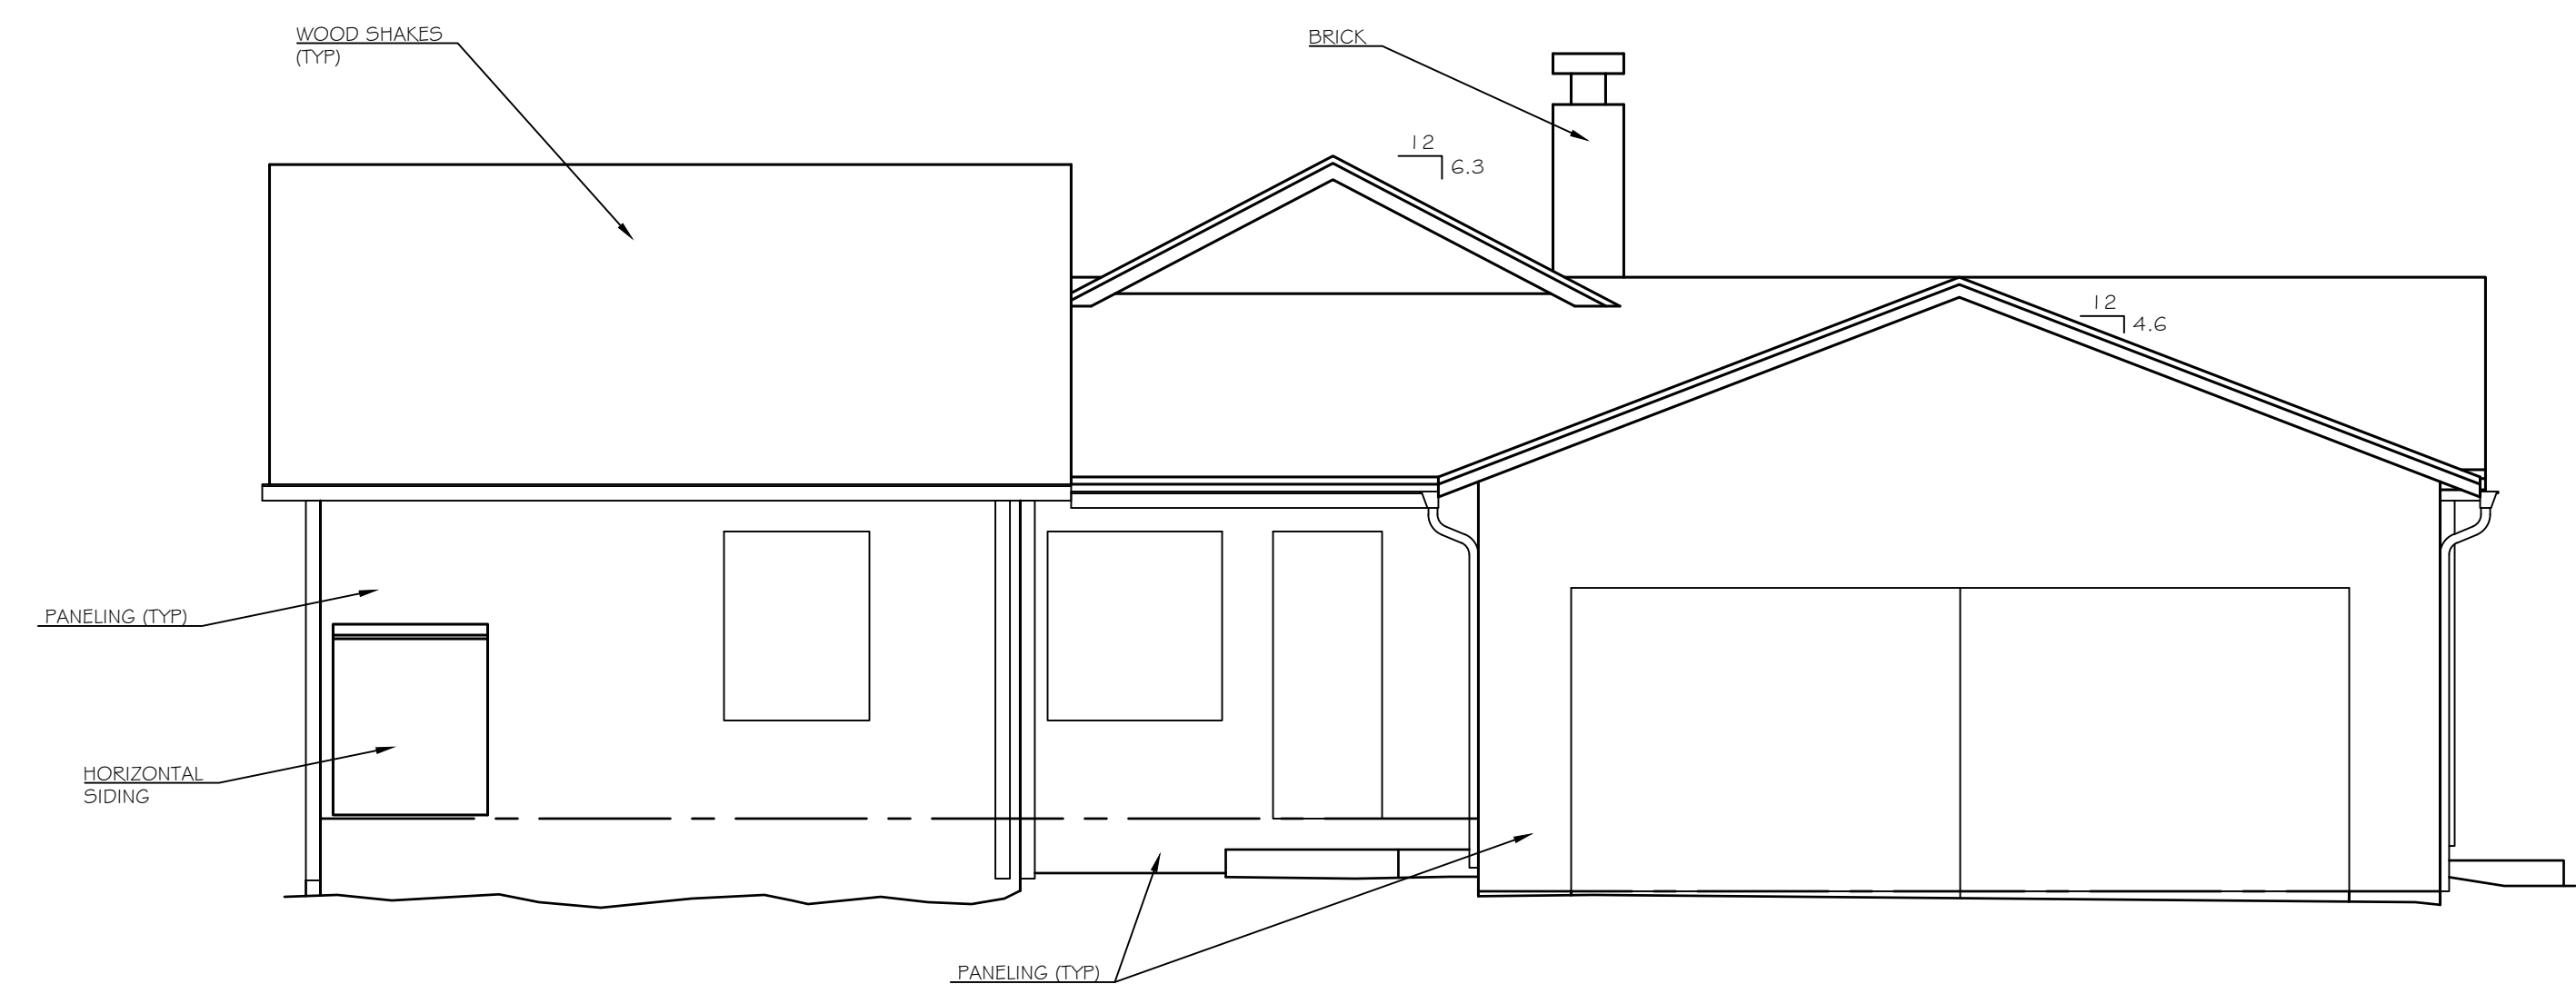 WOOD SHAKES
(TYP)
BRICK
12
6.3
12
4.6
PANELING (TYP)
HORIZONTAL
SIDING
PANELING (TYP)